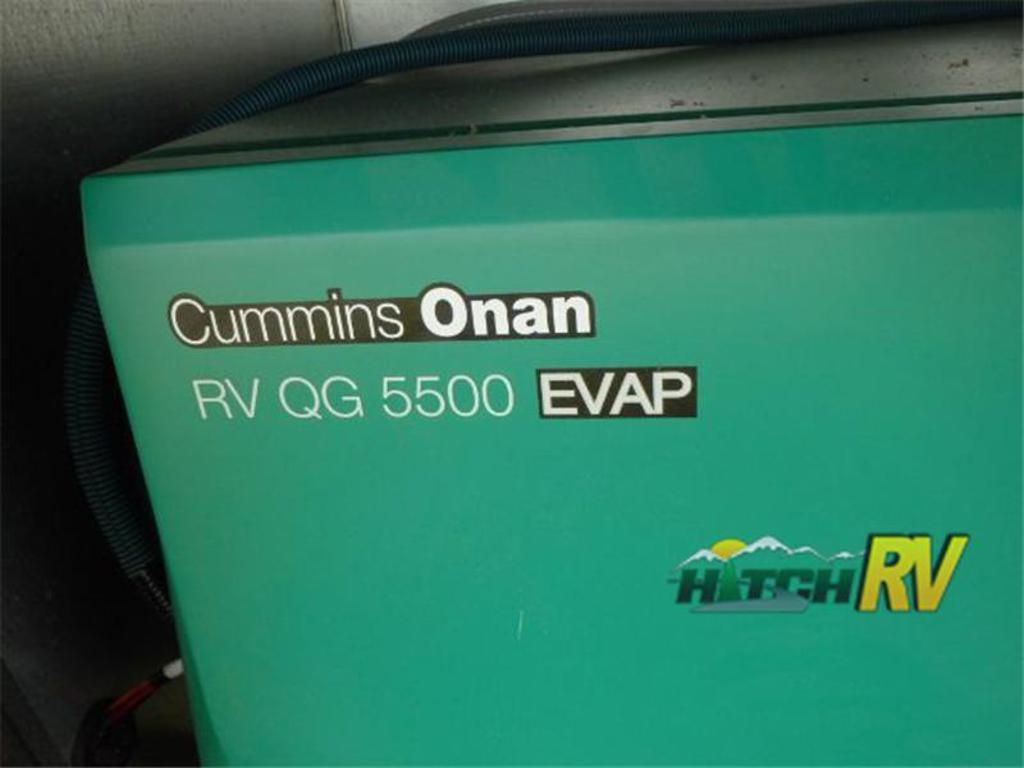 Cummins Onan
RV QG 5500 EVAP
HITCH RV